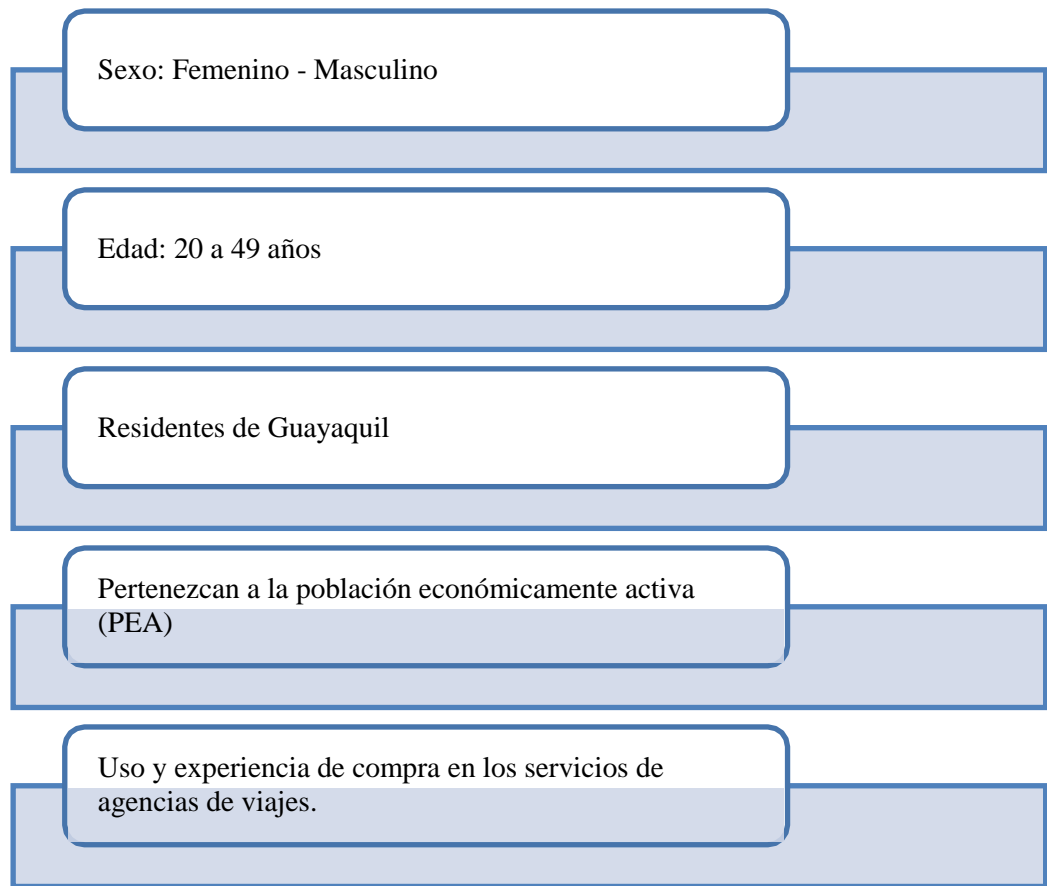 Sexo: Femenino - Masculino
Edad: 20 a 49 años
Residentes de Guayaquil
Pertenezcan a la población económicamente activa
(PEA)
Uso y experiencia de compra en los servicios de
agencias de viajes.